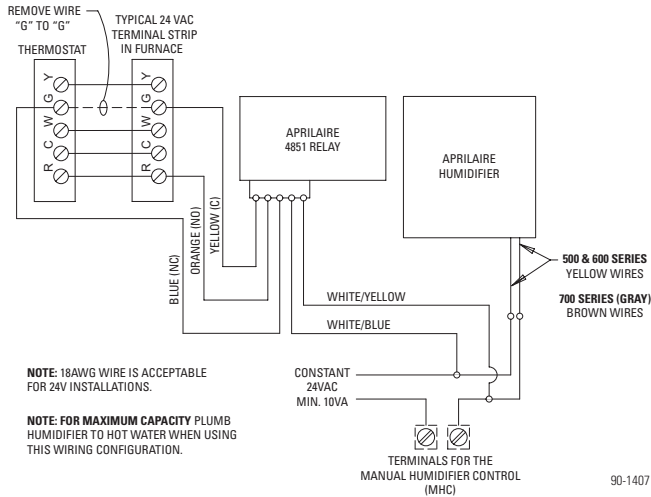 REMOVE WIRE
“G” TO “G”
TYPICAL 24 VAC
TERMINAL STRIP
IN FURNACE
THERMOSTAT
Y
G
W
C
R
Y
G
W
C
R
APRILAIRE
4851 RELAY
APRILAIRE
HUMIDIFIER
BLUE (NC)
ORANGE (NO)
YELLOW (C)
500 & 600 SERIES
YELLOW WIRES
700 SERIES (GRAY)
BROWN WIRES
WHITE/YELLOW
WHITE/BLUE
NOTE: 18AWG WIRE IS ACCEPTABLE
FOR 24V INSTALLATIONS.
CONSTANT
24VAC
MIN. 10VA
NOTE: FOR MAXIMUM CAPACITY PLUMB
HUMIDIFIER TO HOT WATER WHEN USING
THIS WIRING CONFIGURATION.
TERMINALS FOR THE
MANUAL HUMIDIFIER CONTROL
(MHC)
90-1407